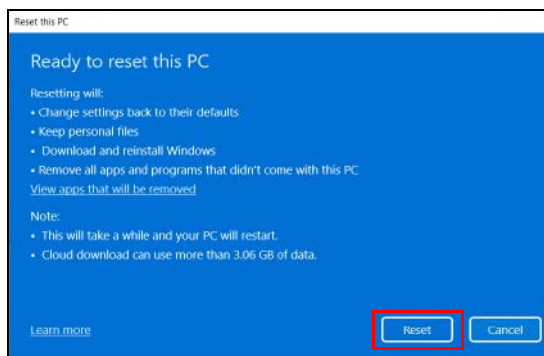 Reset this PC
Ready to reset this PC
Resetting will:
• Change settings back to their defaults
• Keep personal files
• Download and reinstall Windows
• Remove all apps and programs that didn't come with this PC
View apps that will be removed
Note:
• This will take a while and your PC will restart.
• Cloud download can use more than 3.06 GB of data.
Learn more
Reset
Cancel